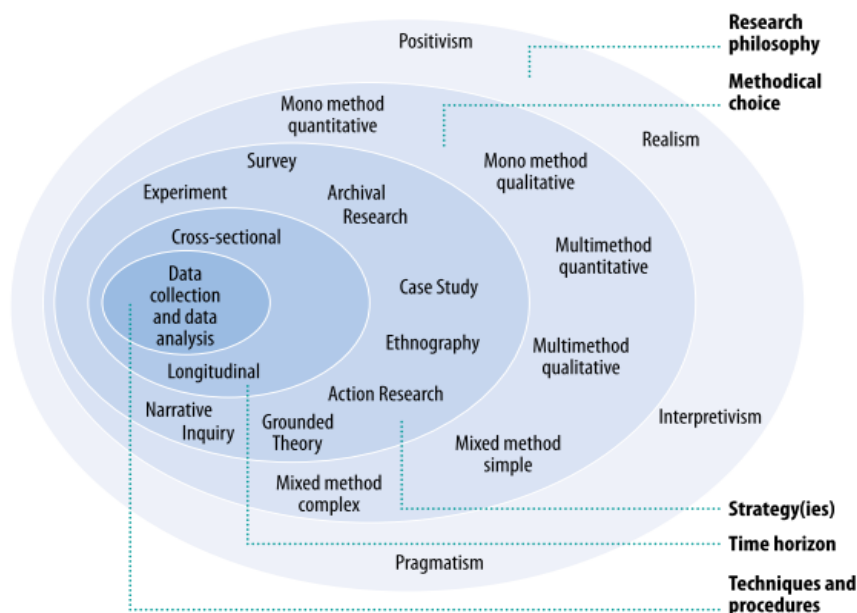 Positivism
Research
philosophy
Methodical
choice
Mono method
quantitative
Realism
Survey
Mono method
qualitative
Experiment
Archival
Research
Cross-sectional
Multimethod
quantitative
Data
collection
and data
analysis
Case Study
Ethnography
Multimethod
qualitative
Longitudinal
Action Research
Narrative
Inquiry
Grounded
Theory
Interpretivism
Mixed method
simple
Mixed method
complex
Strategy(ies)
Time horizon
Pragmatism
Techniques and
procedures